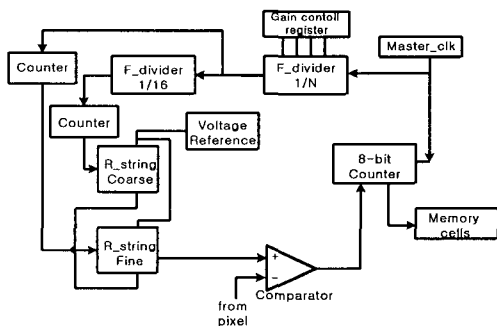 Gain contoll
register
Master_clk
Counter
F_divider
1/16
F_divider
1/N
Counter
Voltage
Reference
R_string
Coarse
8-bit
Counter
Memory
cells
R_string
Fine
+
−
Comparator
from
pixel